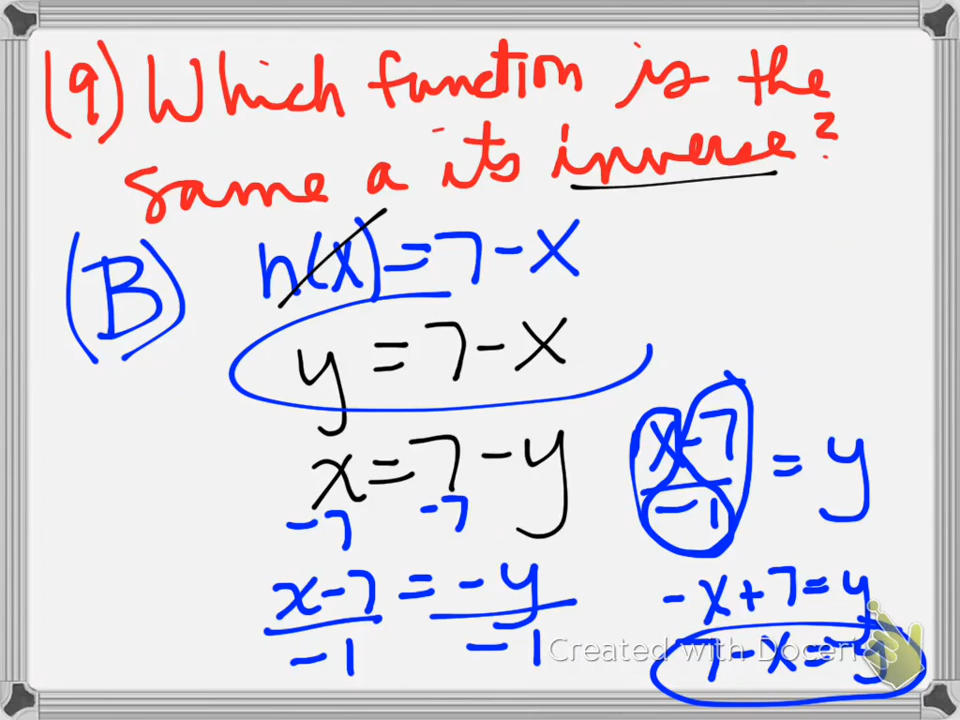 (9) Which function is the
same a its inverse?
(B) h(x) = 7 - x
y = 7 - x
x = 7 - y
-7 -7
x - 7 = -y
-1 -1
x - 7 = y
-1
-x + 7 = y
7 - x = y
Created with Doceri